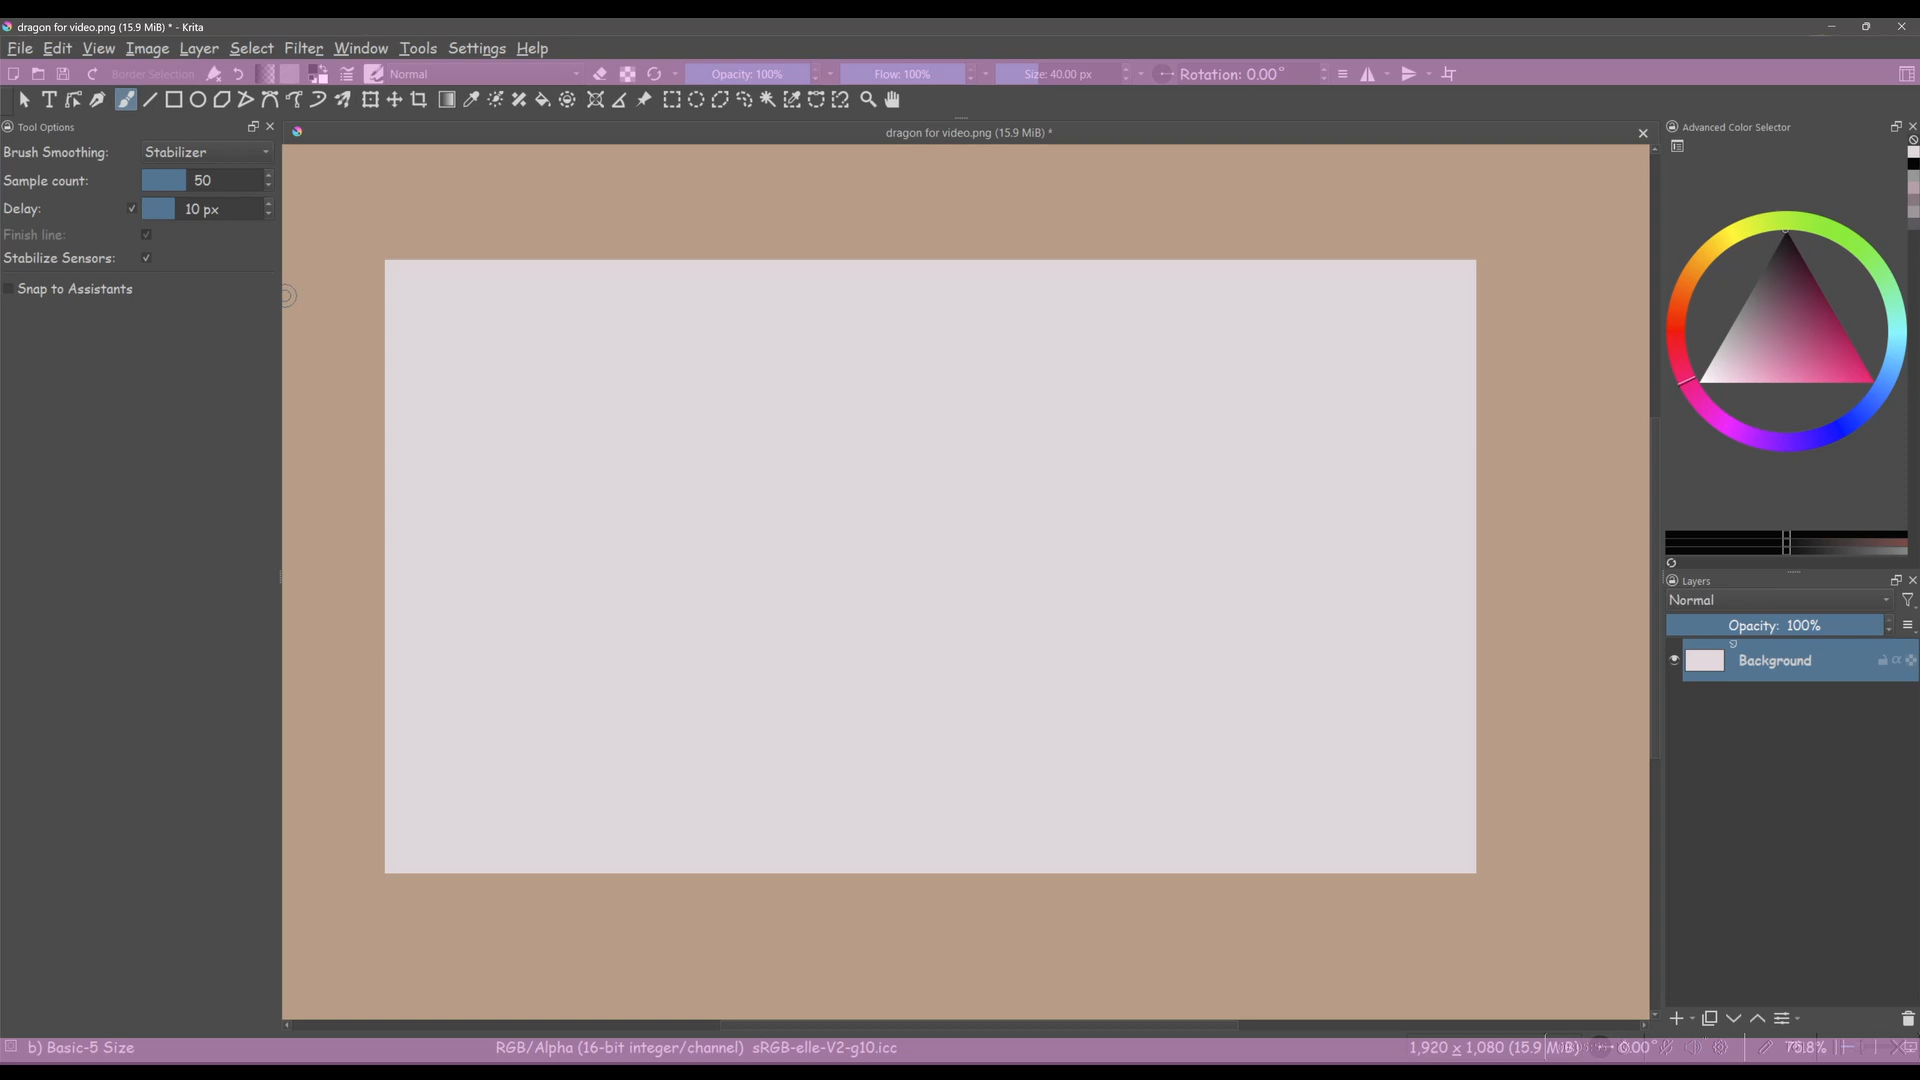 dragon for video.png (15.9 MiB) * - Krita
File Edit View Image Layer Select Filter Window Tools Settings Help
Border Selection Normal Opacity: 100% Flow: 100% Size: 40.00 px Rotation: 0.00°
Tool Options
dragon for video.png (15.9 MiB) *
Advanced Color Selector
Brush Smoothing: Stabilizer
Sample count: 50
Delay: 10 px
Finish line:
Stabilize Sensors:
Snap to Assistants
Layers
Normal
Opacity: 100%
Background
b) Basic-5 Size
RGB/Alpha (16-bit integer/channel) sRGB-elle-V2-g10.icc
1,920 x 1,080 (15.9 MiB) 0.00°